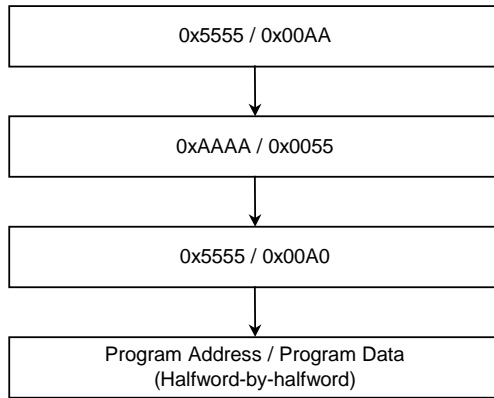 0x5555 / 0x00AA
0xAAAA / 0x0055
0x5555 / 0x00A0
Program Address / Program Data
(Halfword-by-halfword)